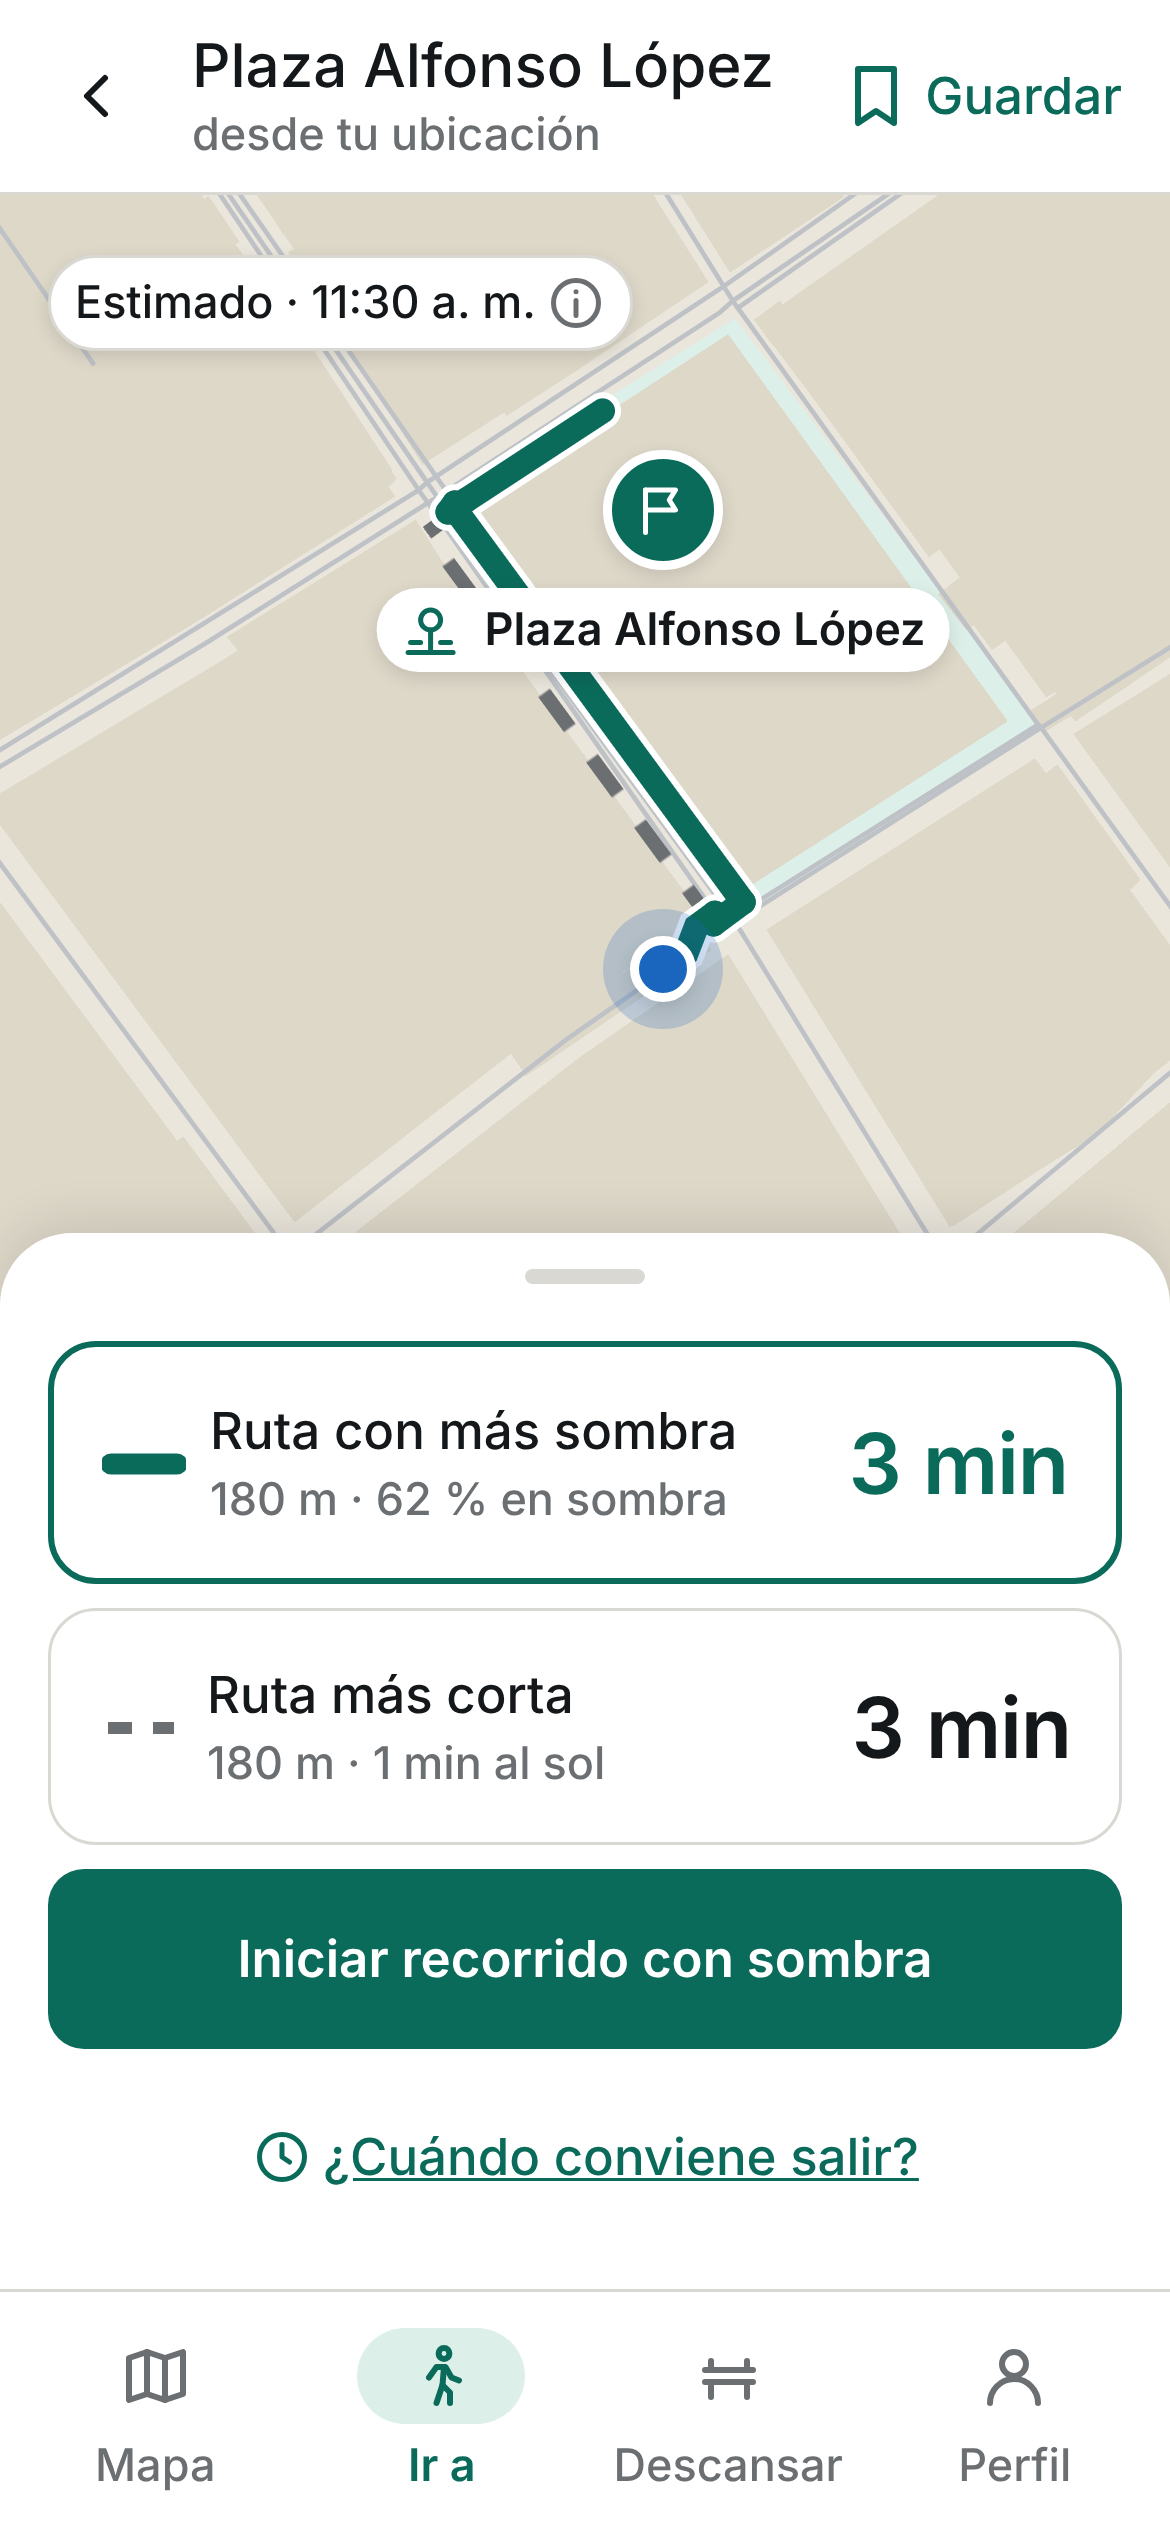 Plaza Alfonso López
desde tu ubicación
Guardar
Estimado · 11:30 a. m.
Plaza Alfonso López
Ruta con más sombra
180 m · 62 % en sombra
3 min
Ruta más corta
180 m · 1 min al sol
3 min
Iniciar recorrido con sombra
¿Cuándo conviene salir?
Mapa
Ir a
Descansar
Perfil